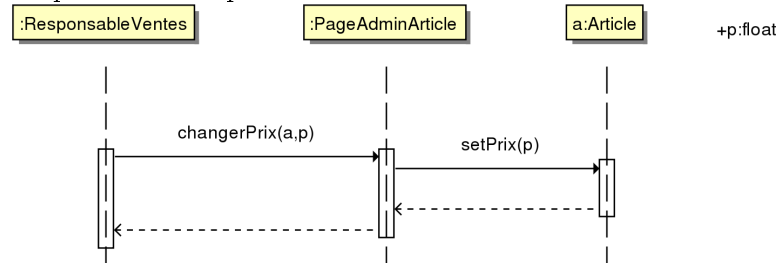 :ResponsableVentes
:PageAdminArticle
a:Article
+p:float
changerPrix(a,p)
setPrix(p)